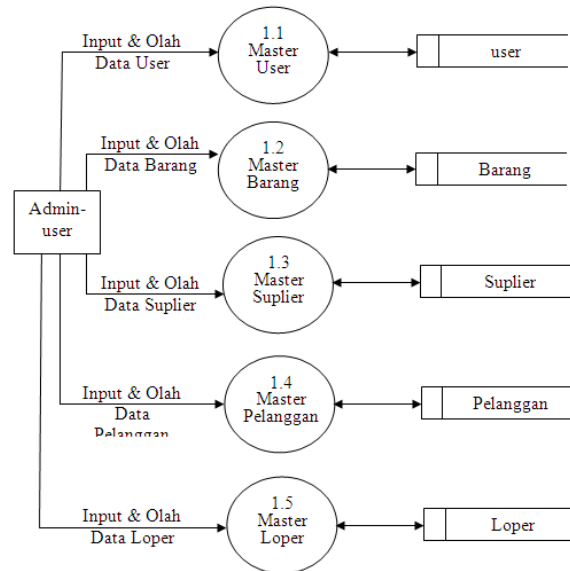 Input & Olah
Data User
1.1
Master
User
user
Input & Olah
Data Barang
1.2
Master
Barang
Barang
Admin-
user
Input & Olah
Data Suplier
1.3
Master
Suplier
Suplier
Input & Olah
Data
Pelanggan
1.4
Master
Pelanggan
Pelanggan
Input & Olah
Data Loper
1.5
Master
Loper
Loper